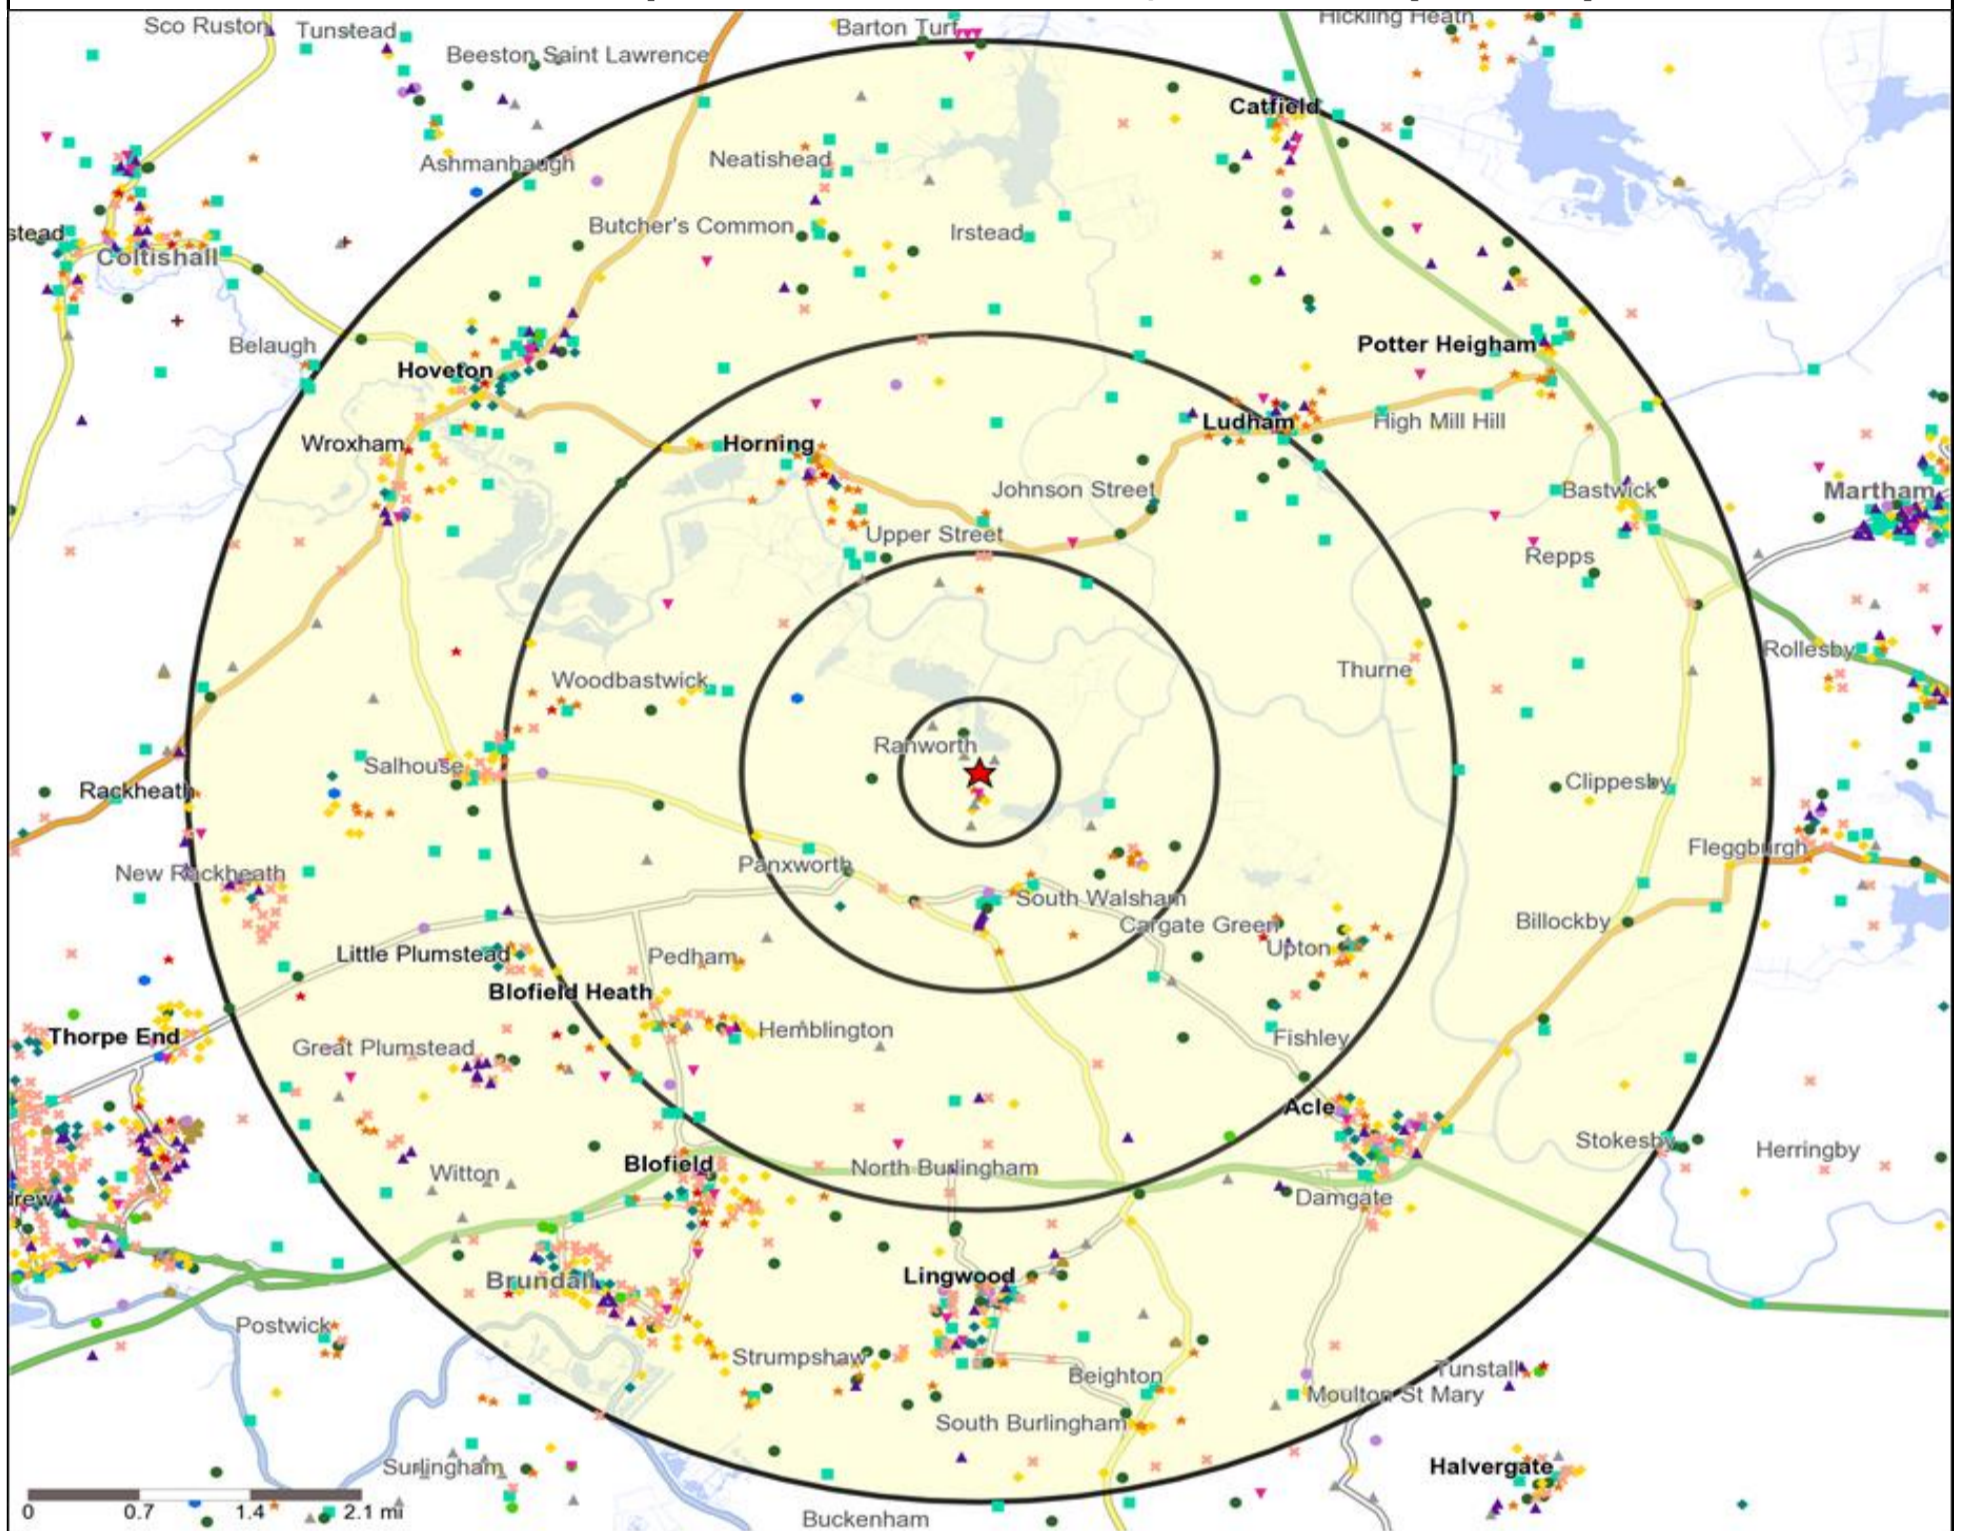 Sco Ruston
Tunstead
Beeston Saint Lawrence
Barton Turf
Hickling Heath
Catfield
Ashmanhaugh
Neatishead
Butcher's Common
Irstead
stead
Coltishall
Belaugh
Hoveton
Potter Heigham
Wroxham
Horning
Ludham
High Mill Hill
Johnson Street
Bastwick
Martham
Upper Street
Repps
Woodbastwick
Thurne
Rollesby
Ranworth
Salhouse
Rackheath
Clippesby
Panxworth
Fleggburgh
New Rackheath
South Walsham
Cargate Green
Billockby
Upton
Little Plumstead
Pedham
Blofield Heath
Hemblington
Thorpe End
Great Plumstead
Fishley
Acle
Stokesby
Herringby
Witton
Blofield
North Burlingham
Damgate
drew
Brundall
Lingwood
Postwick
Strumpshaw
Beighton
Tunstall
Moulton St Mary
South Burlingham
Surlingham
Halvergate
Buckenham
0 0.7 1.4 2.1 mi